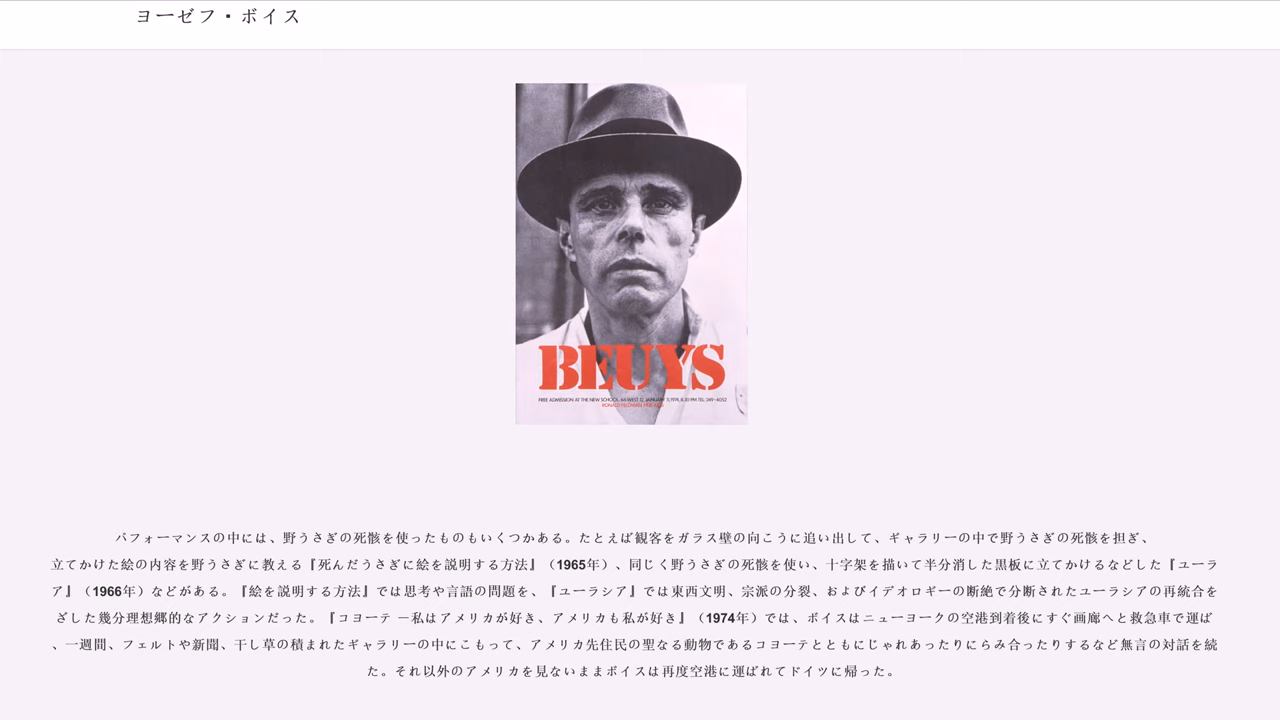 ヨーゼフ・ボイス
BEUYS
FREE ADMISSION AT THE NEW SCHOOL
パフォーマンスの中には、野うさぎの死骸を使ったものもいくつかある。たとえば観客をガラス壁の向こうに追い出して、ギャラリーの中で野うさぎの死骸を担ぎ、
立てかけた絵の内容を野うさぎに教える『死んだうさぎに絵を説明する方法』（1965年）、同じく野うさぎの死骸を使い、十字架を描いて半分消した黒板に立てかけるなどした『ユーラ
ア』（1966年）などがある。『絵を説明する方法』では思考や言語の問題を、『ユーラシア』では東西文明、宗派の分裂、およびイデオロギーの断絶で分断されたユーラシアの再統合を
ざした幾分理想郷的なアクションだった。『コヨーテ －私はアメリカが好き、アメリカも私が好き』（1974年）では、ボイスはニューヨークの空港到着後にすぐ画廊へと救急車で運ば
、一週間、フェルトや新聞、干し草の積まれたギャラリーの中にこもって、アメリカ先住民の聖なる動物であるコヨーテとともにじゃれあったりにらみ合ったりするなど無言の対話を続
た。それ以外のアメリカを見ないままボイスは再度空港に運ばれてドイツに帰った。